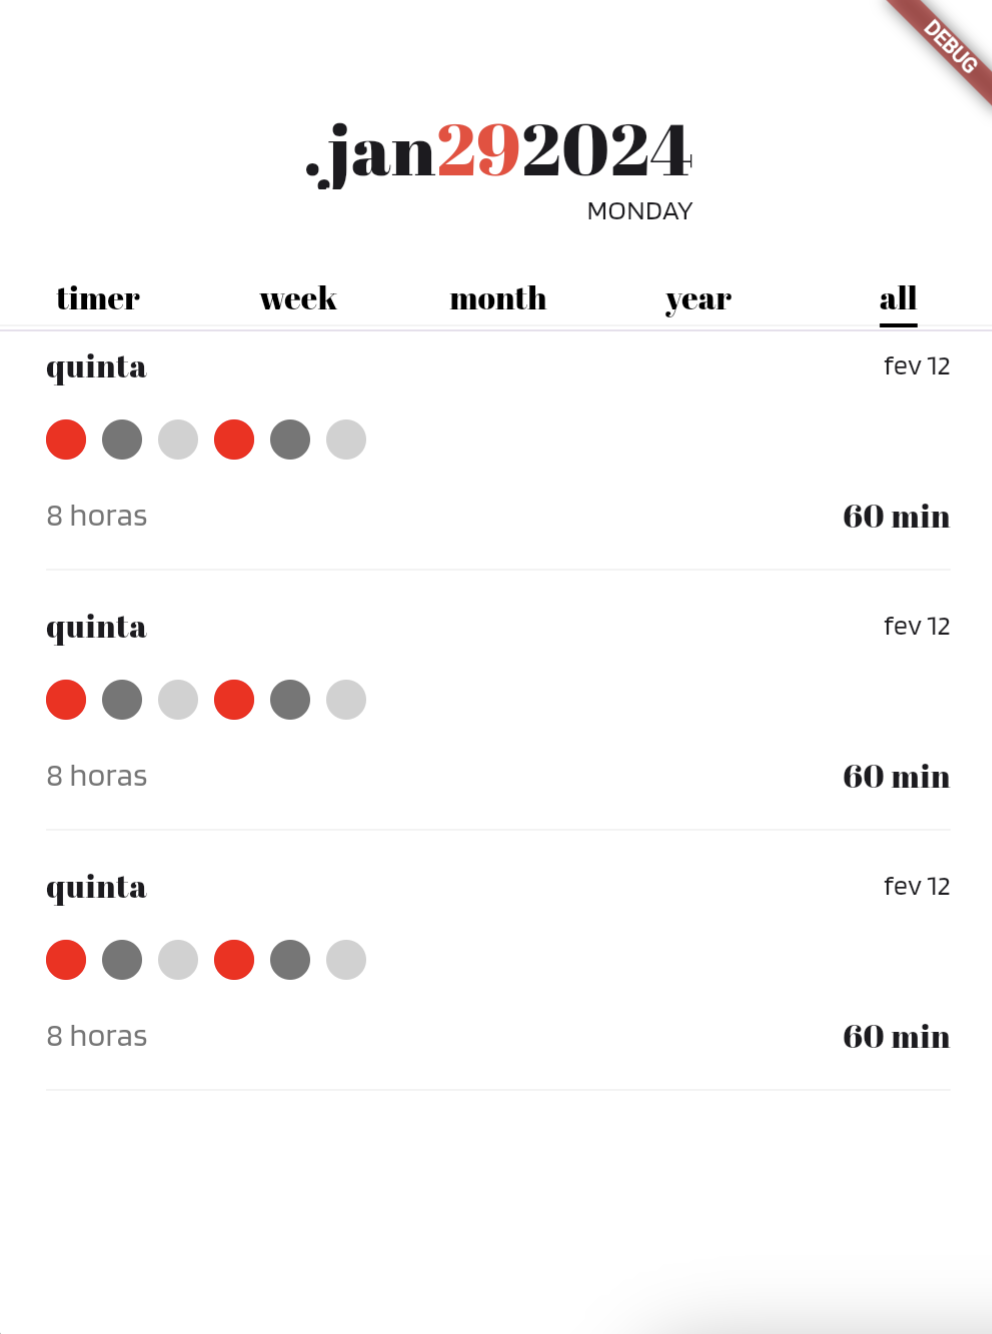 DEBUG
.jan292024
MONDAY
timer week month year all
quinta fev 12
8 horas 60 min
quinta fev 12
8 horas 60 min
quinta fev 12
8 horas 60 min